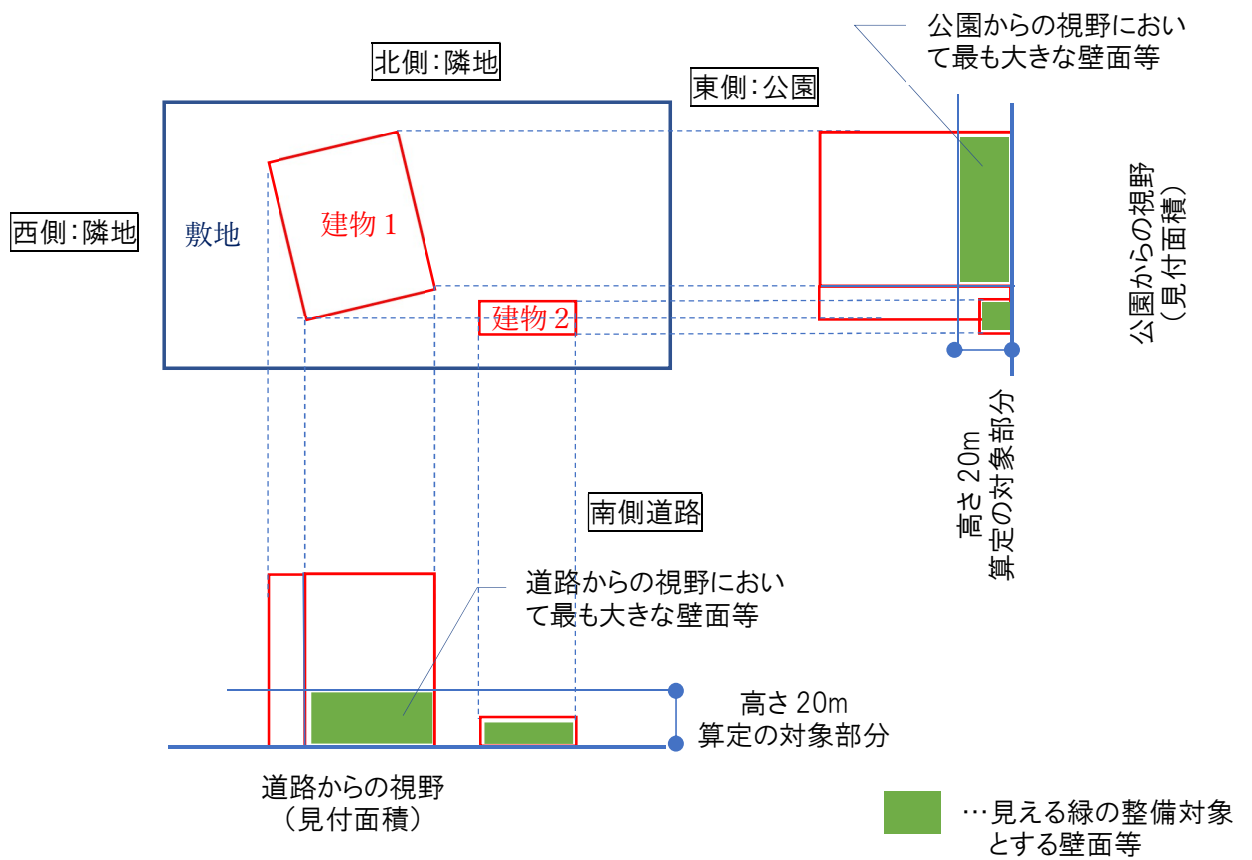 公園からの視野におい
て最も大きな壁面等
北側：隣地
東側：公園
西側：隣地
敷地
建物１
建物２
公園からの視野
（見付面積）
高さ 20m
算定の対象部分
南側道路
道路からの視野におい
て最も大きな壁面等
高さ 20m
算定の対象部分
道路からの視野
（見付面積）
…見える緑の整備対象
とする壁面等